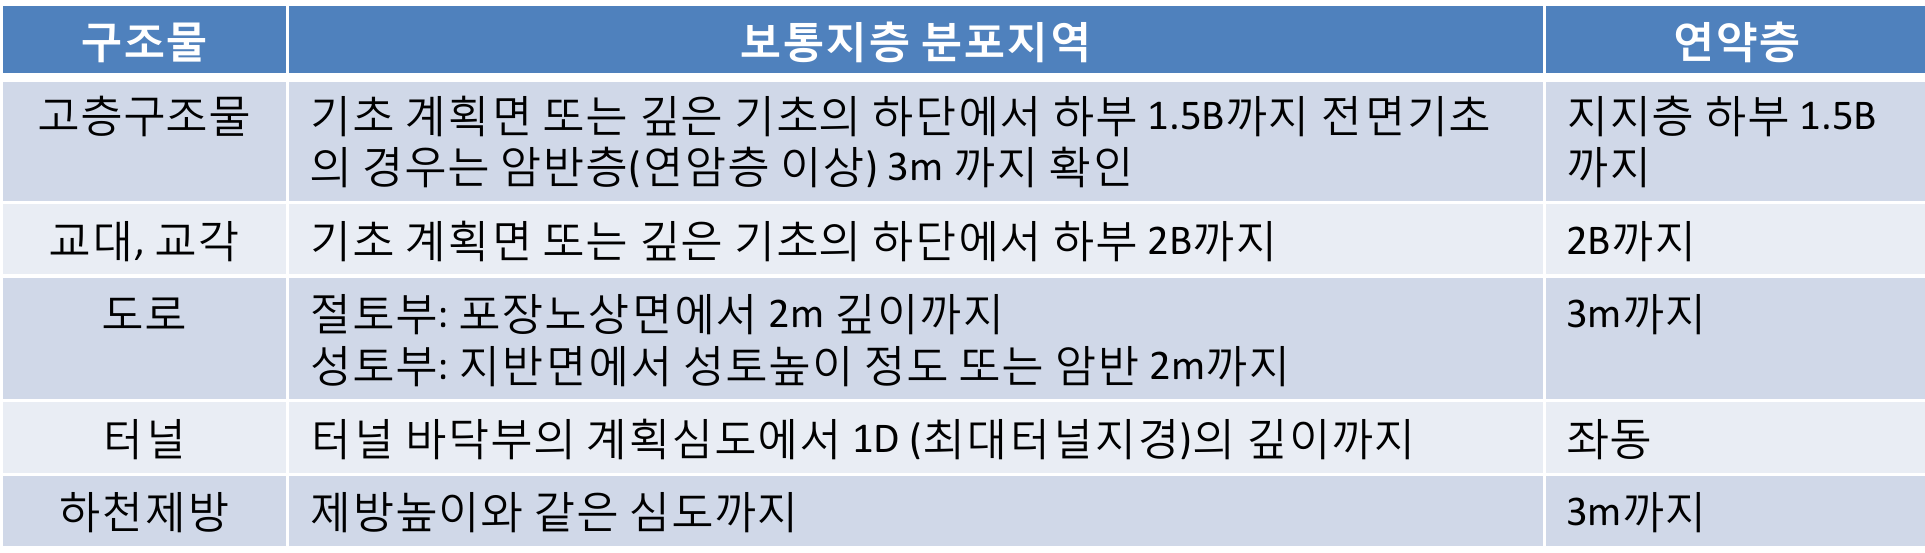 구조물 보통지층 분포지역 연약층
고층구조물 기초 계획면 또는 깊은 기초의 하단에서 하부 1.5B까지 전면기초 지지층 하부 1.5B
의 경우는 암반층(연암층 이상) 3m 까지 확인 까지
교대, 교각 기초 계획면 또는 깊은 기초의 하단에서 하부 2B까지 2B까지
도로 절토부: 포장노상면에서 2m 깊이까지 3m까지
성토부: 지반면에서 성토높이 정도 또는 암반 2m까지
터널 터널 바닥부의 계획심도에서 1D (최대터널지경)의 깊이까지 좌동
하천제방 제방높이와 같은 심도까지 3m까지